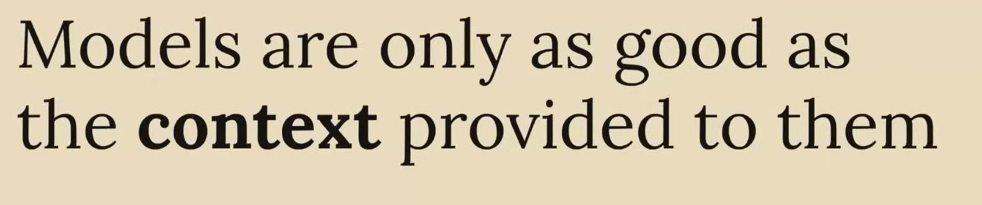 Models are only as good as
the context provided to them